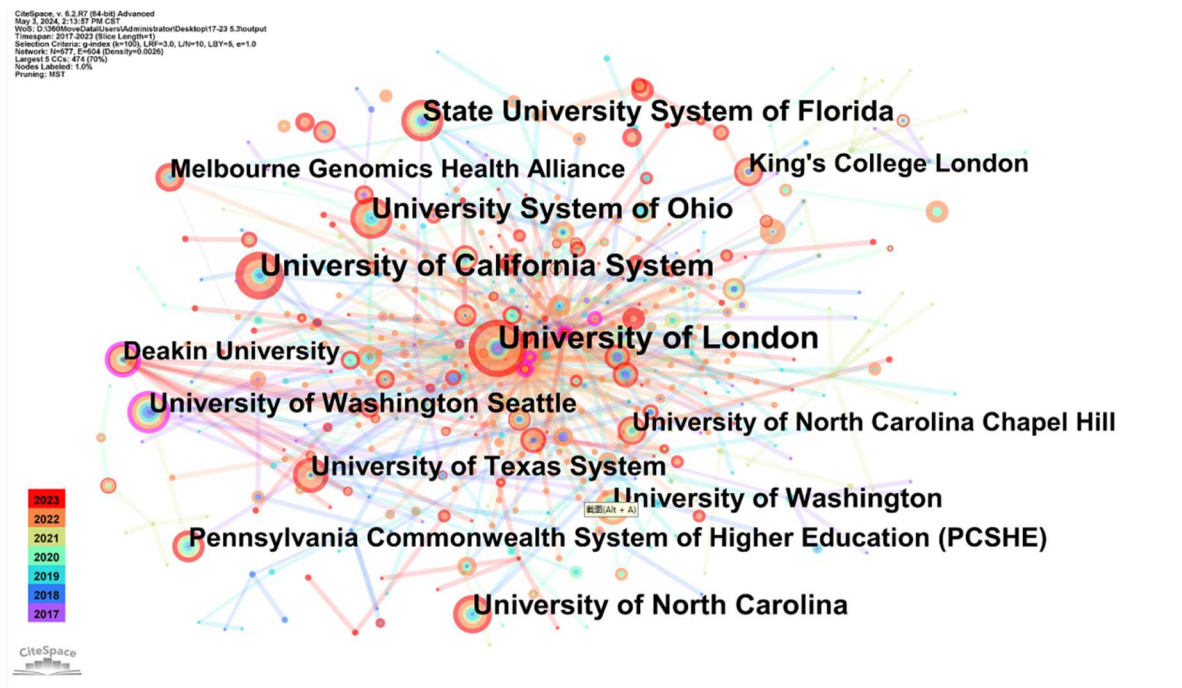 CiteSpace, v. 6.2.R7 (64-bit) Advanced
May 3, 2024, 2:13:57 PM CST
WoS: D:\360MoveData\Users\Administrator\Desktop\17-23 5.3\output
Timespan: 2017-2023 (Slice Length=1)
Selection Criteria: g-index (k=100), LRF=3.0, L/N=10, LBY=5, e=1.0
Network: N=677, E=604 (Density=0.0026)
Largest 5 CCs: 474 (70%)
Nodes Labeled: 1.0%
Pruning: MST
State University System of Florida
Melbourne Genomics Health Alliance
King's College London
University System of Ohio
University of California System
University of London
Deakin University
University of Washington Seattle
University of North Carolina Chapel Hill
University of Texas System
University of Washington
截图(Alt + A)
Pennsylvania Commonwealth System of Higher Education (PCSHE)
University of North Carolina
2023
2022
2021
2020
2019
2018
2017
CiteSpace